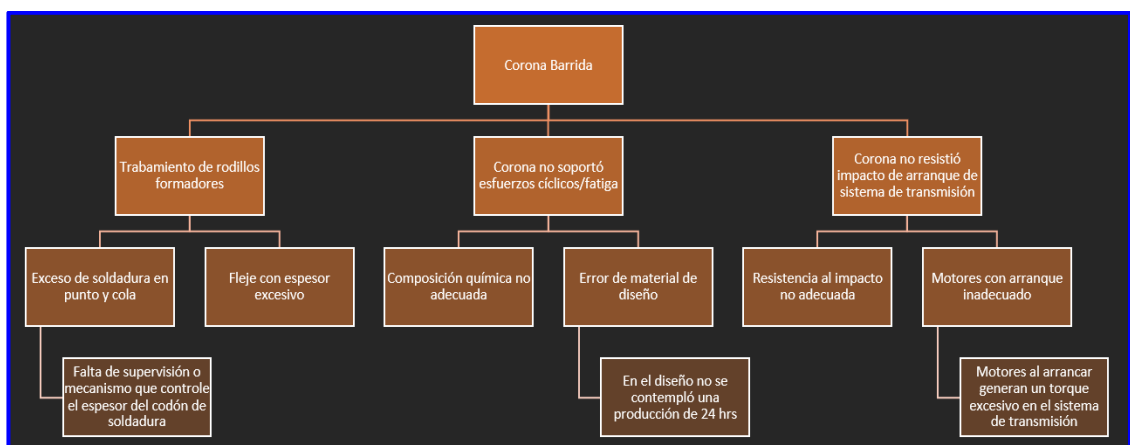 Corona Barrida
Trabamiento de rodillos
formadores
Corona no soportó
esfuerzos cíclicos/fatiga
Corona no resistió
impacto de arranque de
sistema de transmisión
Exceso de soldadura en
punto y cola
Fleje con espesor
excesivo
Composición química no
adecuada
Error de material de
diseño
Resistencia al impacto
no adecuada
Motores con arranque
inadecuado
Falta de supervisión o
mecanismo que controle
el espesor del codón de
soldadura
En el diseño no se
contempló una
producción de 24 hrs
Motores al arrancar
generan un torque
excesivo en el sistema
de transmisión